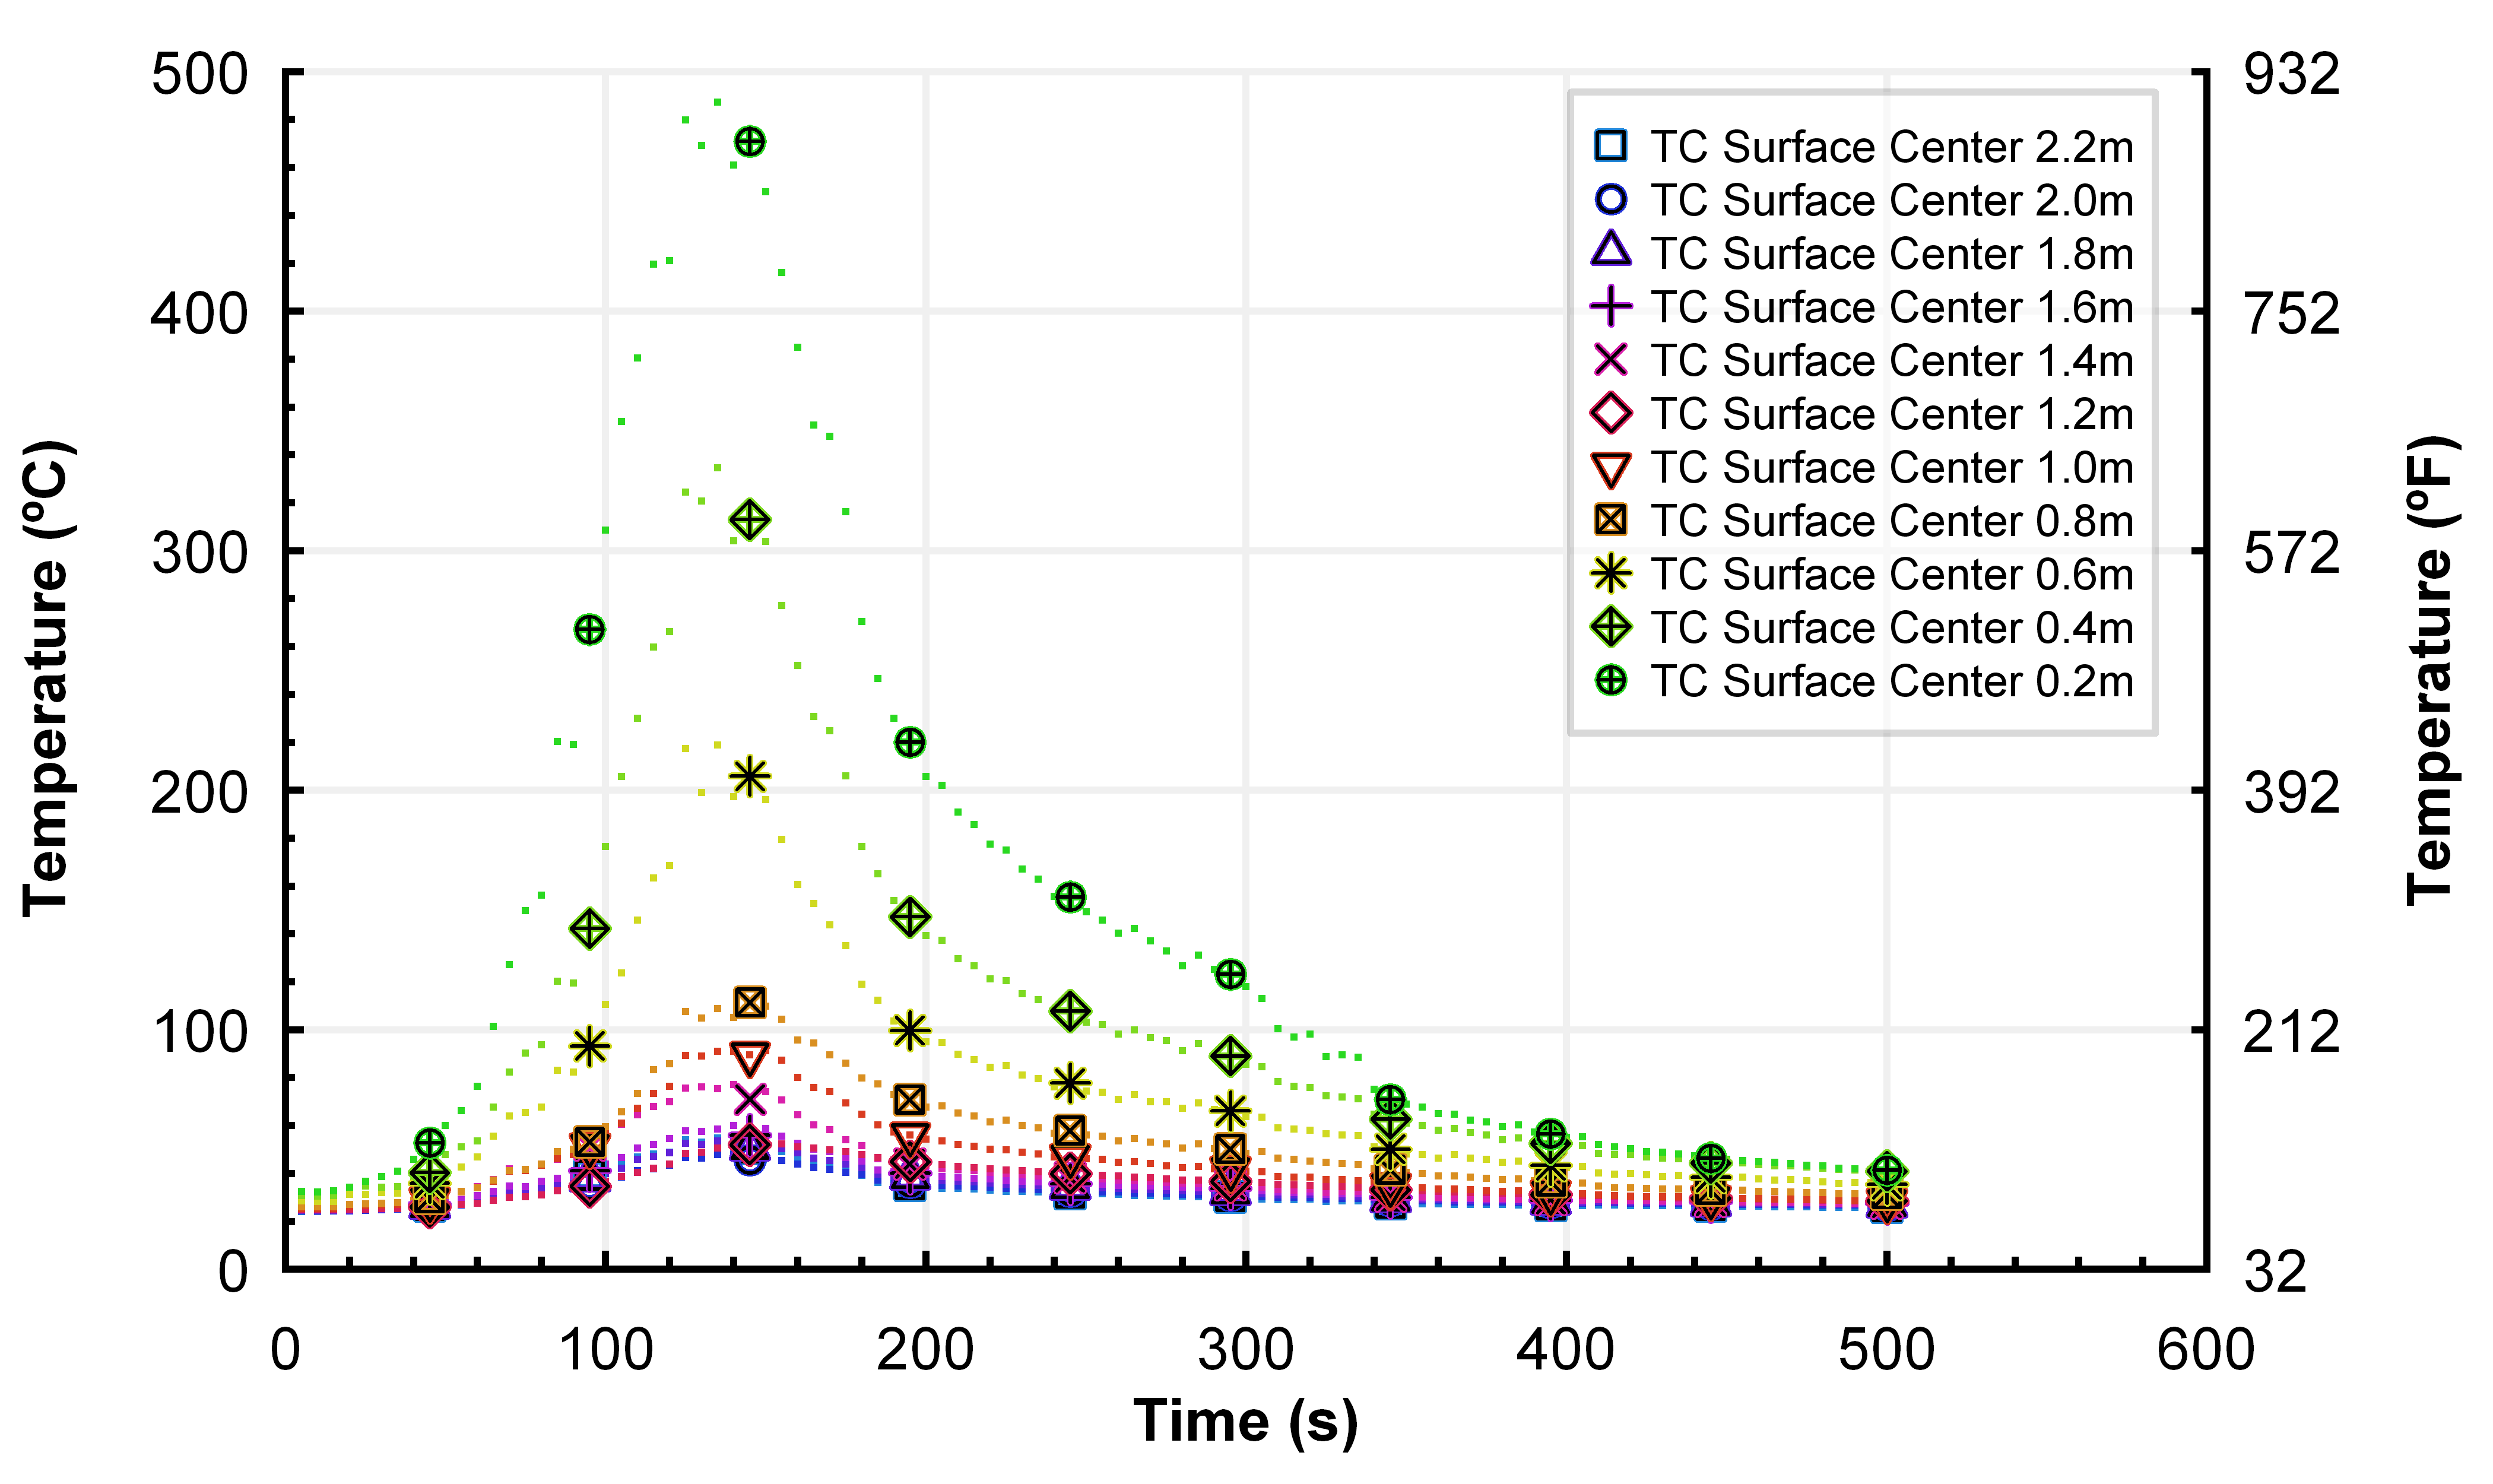 500
400
300
200
100
0
Temperature (ºC)
932
752
572
392
212
32
Temperature (ºF)
TC Surface Center 2.2m
TC Surface Center 2.0m
TC Surface Center 1.8m
TC Surface Center 1.6m
TC Surface Center 1.4m
TC Surface Center 1.2m
TC Surface Center 1.0m
TC Surface Center 0.8m
TC Surface Center 0.6m
TC Surface Center 0.4m
TC Surface Center 0.2m
0 100 200 300 400 500 600
Time (s)